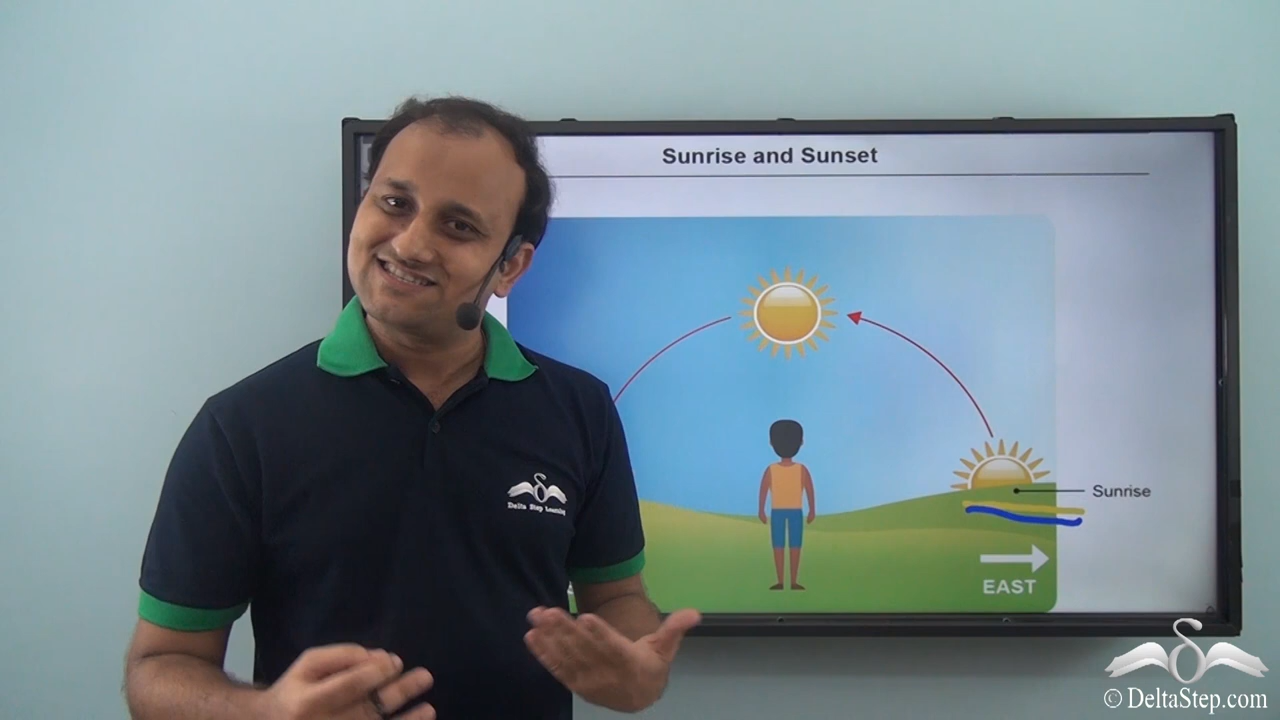 Sunrise and Sunset
Sunrise
EAST
Delta Step Learning
© DeltaStep.com